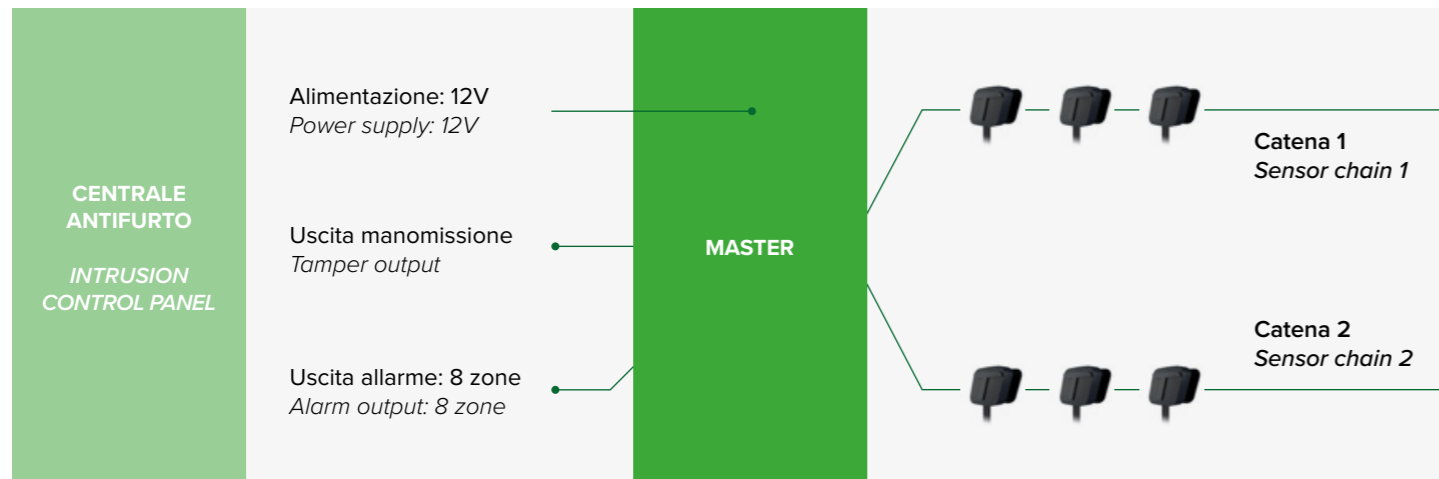 CENTRALE
ANTIFURTO
INTRUSION
CONTROL PANEL
Alimentazione: 12V
Power supply: 12V
Uscita manomissione
Tamper output
Uscita allarme: 8 zone
Alarm output: 8 zone
MASTER
Catena 1
Sensor chain 1
Catena 2
Sensor chain 2